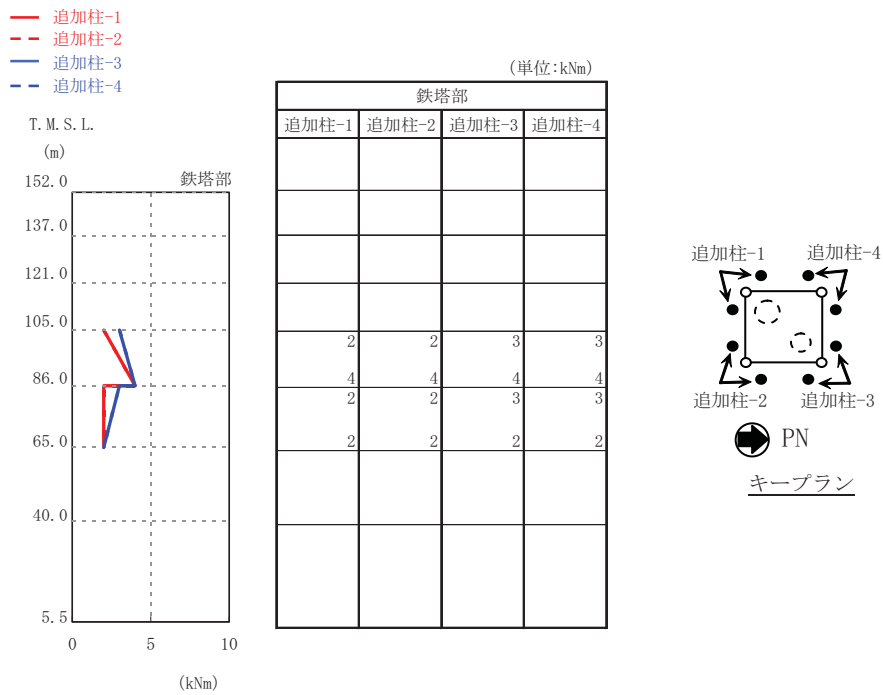 追加柱-1
追加柱-2
追加柱-3
追加柱-4
T.M.S.L.
(m)
鉄塔部
152.0
137.0
121.0
105.0
86.0
65.0
40.0
5.5
0 5 10
(kNm)
(単位:kNm)
鉄塔部
追加柱-1 追加柱-2 追加柱-3 追加柱-4
2 2 3 3
4 4 4 4
2 2 3 3
2 2 2 2
追加柱-1 追加柱-4
追加柱-2 追加柱-3
PN
キープラン